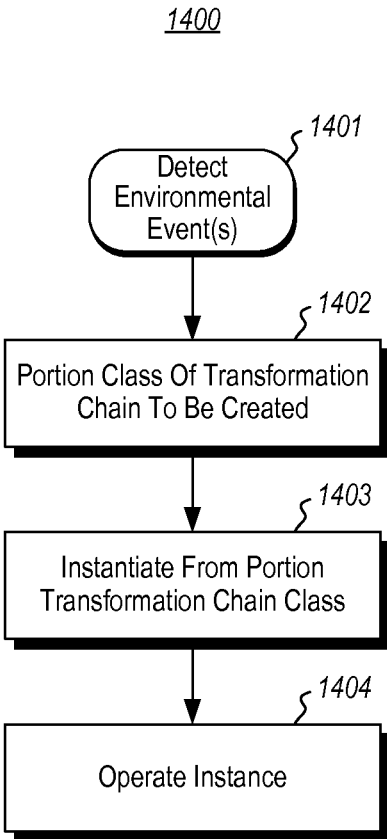 1400
1401
Detect
Environmental
Event(s)
1402
Portion Class Of Transformation
Chain To Be Created
1403
Instantiate From Portion
Transformation Chain Class
1404
Operate Instance